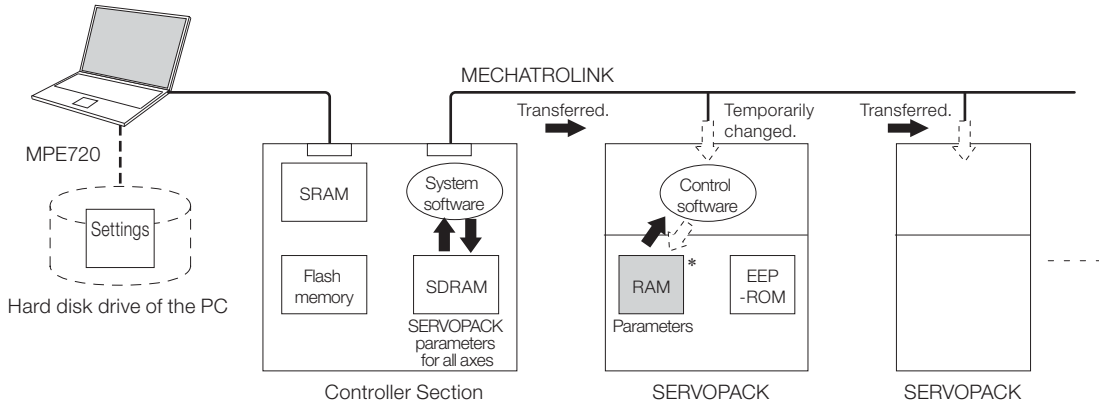 MECHATROLINK
Transferred.
Temporarily
changed.
Transferred.
MPE720
Settings
Hard disk drive of the PC
SRAM
System
software
Flash
memory
SDRAM
SERVOPACK
parameters
for all axes
Controller Section
Control
software
RAM
*
Parameters
EEP
-ROM
SERVOPACK
SERVOPACK